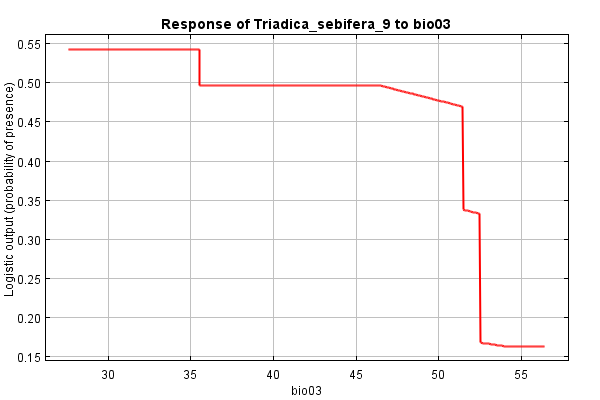 Response of Triadica_sebifera_9 to bio03
Logistic output (probability of presence)
0.55
0.50
0.45
0.40
0.35
0.30
0.25
0.20
0.15
30 35 40 45 50 55
bio03